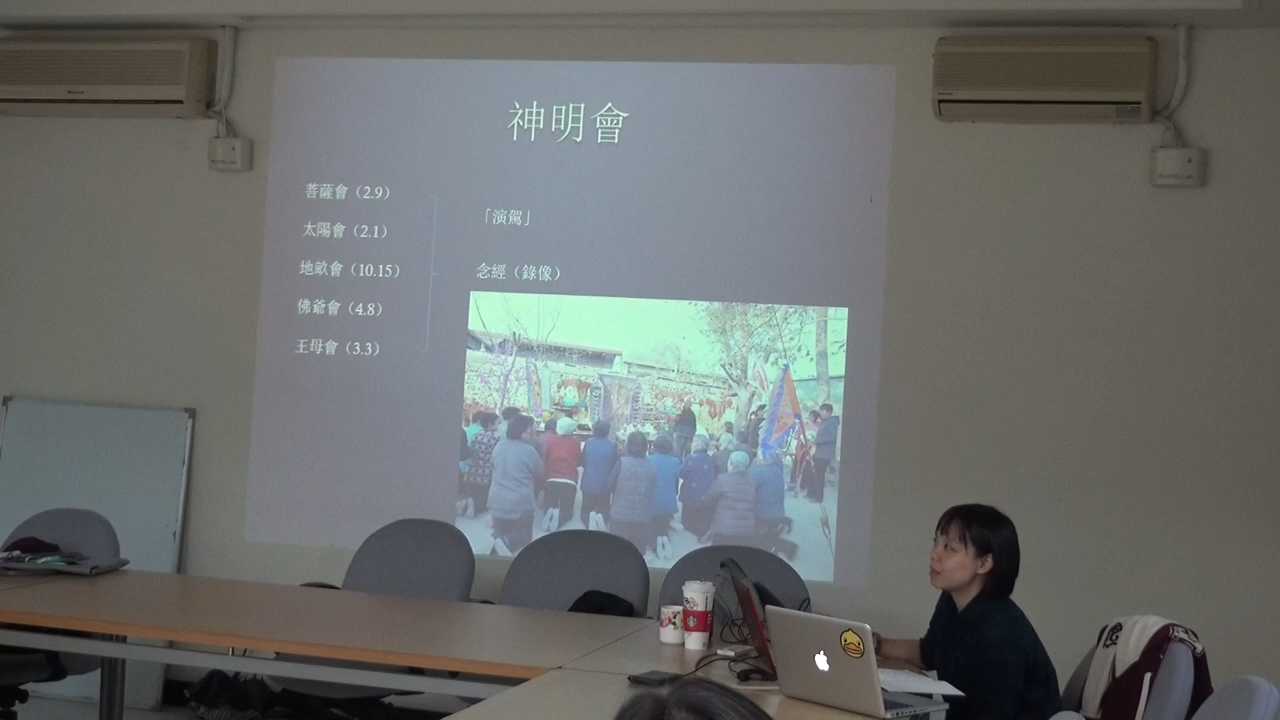 神明會
菩薩會（2.9）
太陽會（2.1）
地畝會（10.15）
佛爺會（4.8）
王母會（3.3）
「演駕」
念經（錄像）